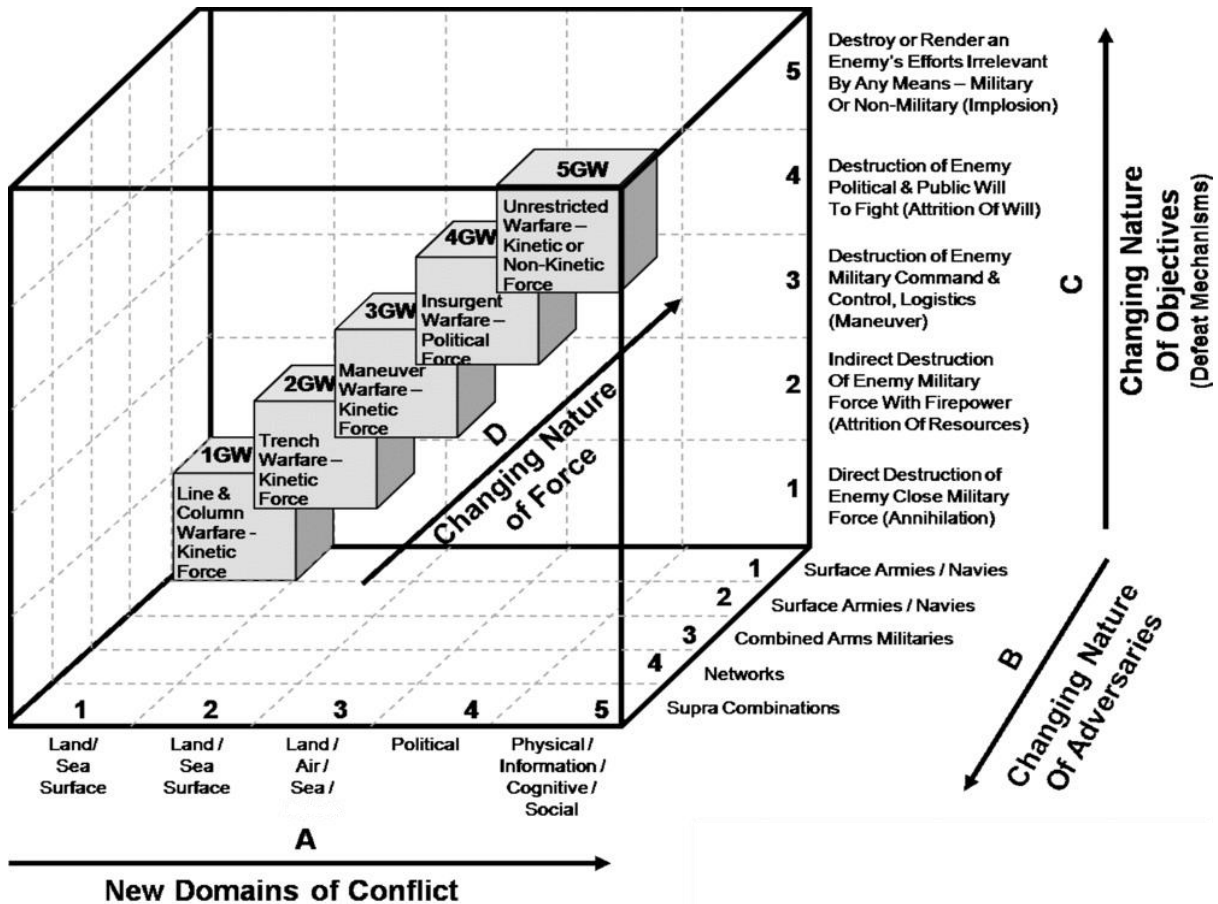 5
Destroy or Render an
Enemy's Efforts Irrelevant
By Any Means – Military
Or Non-Military (Implosion)
4
Destruction of Enemy
Political & Public Will
To Fight (Attrition Of Will)
3
Destruction of Enemy
Military Command &
Control, Logistics
(Maneuver)
2
Indirect Destruction
Of Enemy Military
Force With Firepower
(Attrition Of Resources)
1
Direct Destruction of
Enemy Close Military
Force (Annihilation)
C
Changing Nature
Of Objectives
(Defeat Mechanisms)
5GW
Unrestricted
Warfare –
Kinetic or
Non-Kinetic
Force
4GW
Insurgent
Warfare –
Political
Force
3GW
Maneuver
Warfare –
Kinetic
Force
2GW
Trench
Warfare –
Kinetic
Force
1GW
Line &
Column
Warfare -
Kinetic
Force
D
Changing Nature
of Force
1 Surface Armies / Navies
2 Surface Armies / Navies
3 Combined Arms Militaries
4 Networks
5 Supra Combinations
B
Changing Nature
Of Adversaries
1 2 3 4
Land/
Sea
Surface
Land /
Sea
Surface
Land /
Air /
Sea /
Political
Physical /
Information /
Cognitive /
Social
A
New Domains of Conflict